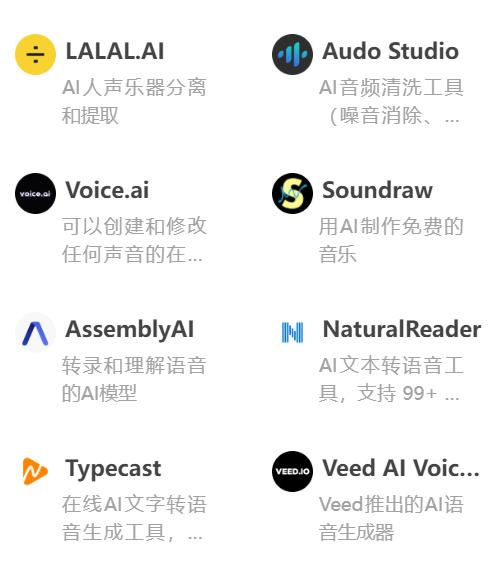 LALAL.AI
AI人声乐器分离
和提取
Audo Studio
AI音频清洗工具
（噪音消除、...
voice.ai
Voice.ai
可以创建和修改
任何声音的在...
Soundraw
用AI制作免费的
音乐
AssemblyAI
转录和理解语音
的AI模型
NaturalReader
AI文本转语音工
具，支持 99+ ...
Typecast
在线AI文字转语
音生成工具，...
VEED.IO
Veed AI Voic...
Veed推出的AI语
音生成器